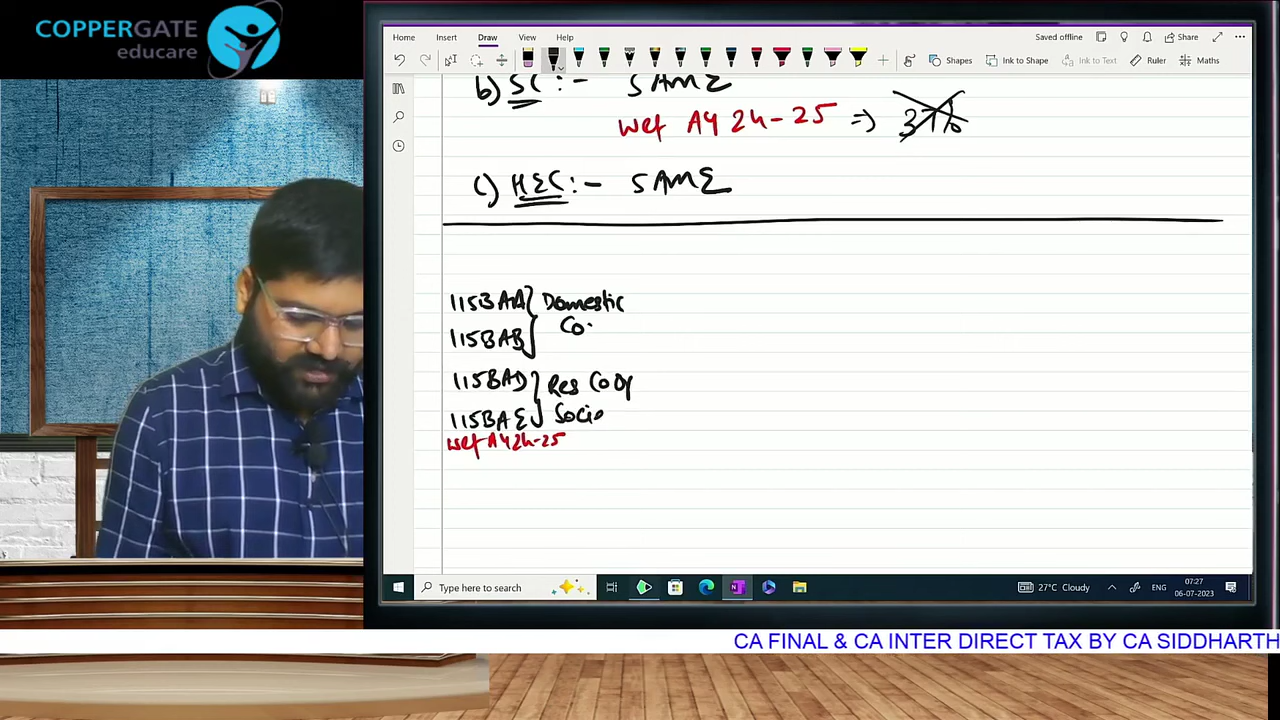 COPPERGATE
educare
Home Insert Draw View Help
Saved offline
Share
Shapes
Ink to Shape
Ink to Text
Ruler
Maths
b) SC :- SAME
wef AY 24-25 => 37%
c) HEC :- SAME
115BAA } Domestic
115BAB Co.
115BAD } Res Co Op
115BAE Socie
wef AY 24-25
Type here to search
27°C Cloudy
ENG
07:27
06-07-2023
CA FINAL & CA INTER DIRECT TAX BY CA SIDDHARTH